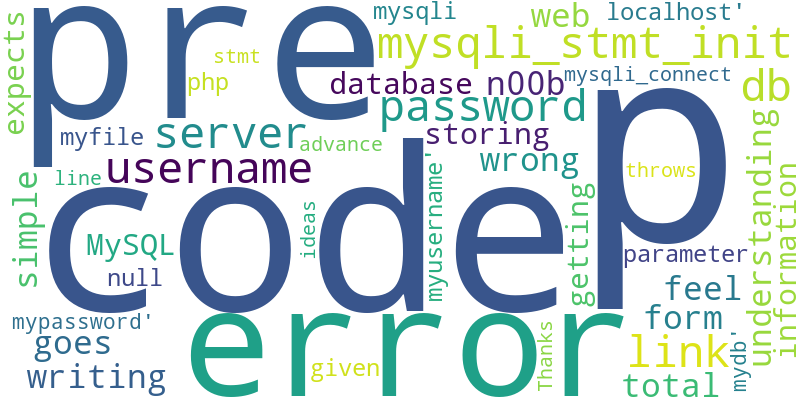 pre
mysqli
web
localhost'
expects
stmt
php
mysqli_stmt_init
database
n00b
mysqli_connect
db
password
myfile
server
advance
storing
username
wrong
p
throws
understanding
information
line
simple
code
ideas
myusername'
getting
MySQL
null
parameter
feel
mypassword'
goes
error
form
writing
given
Thanks
link
total
mydb'